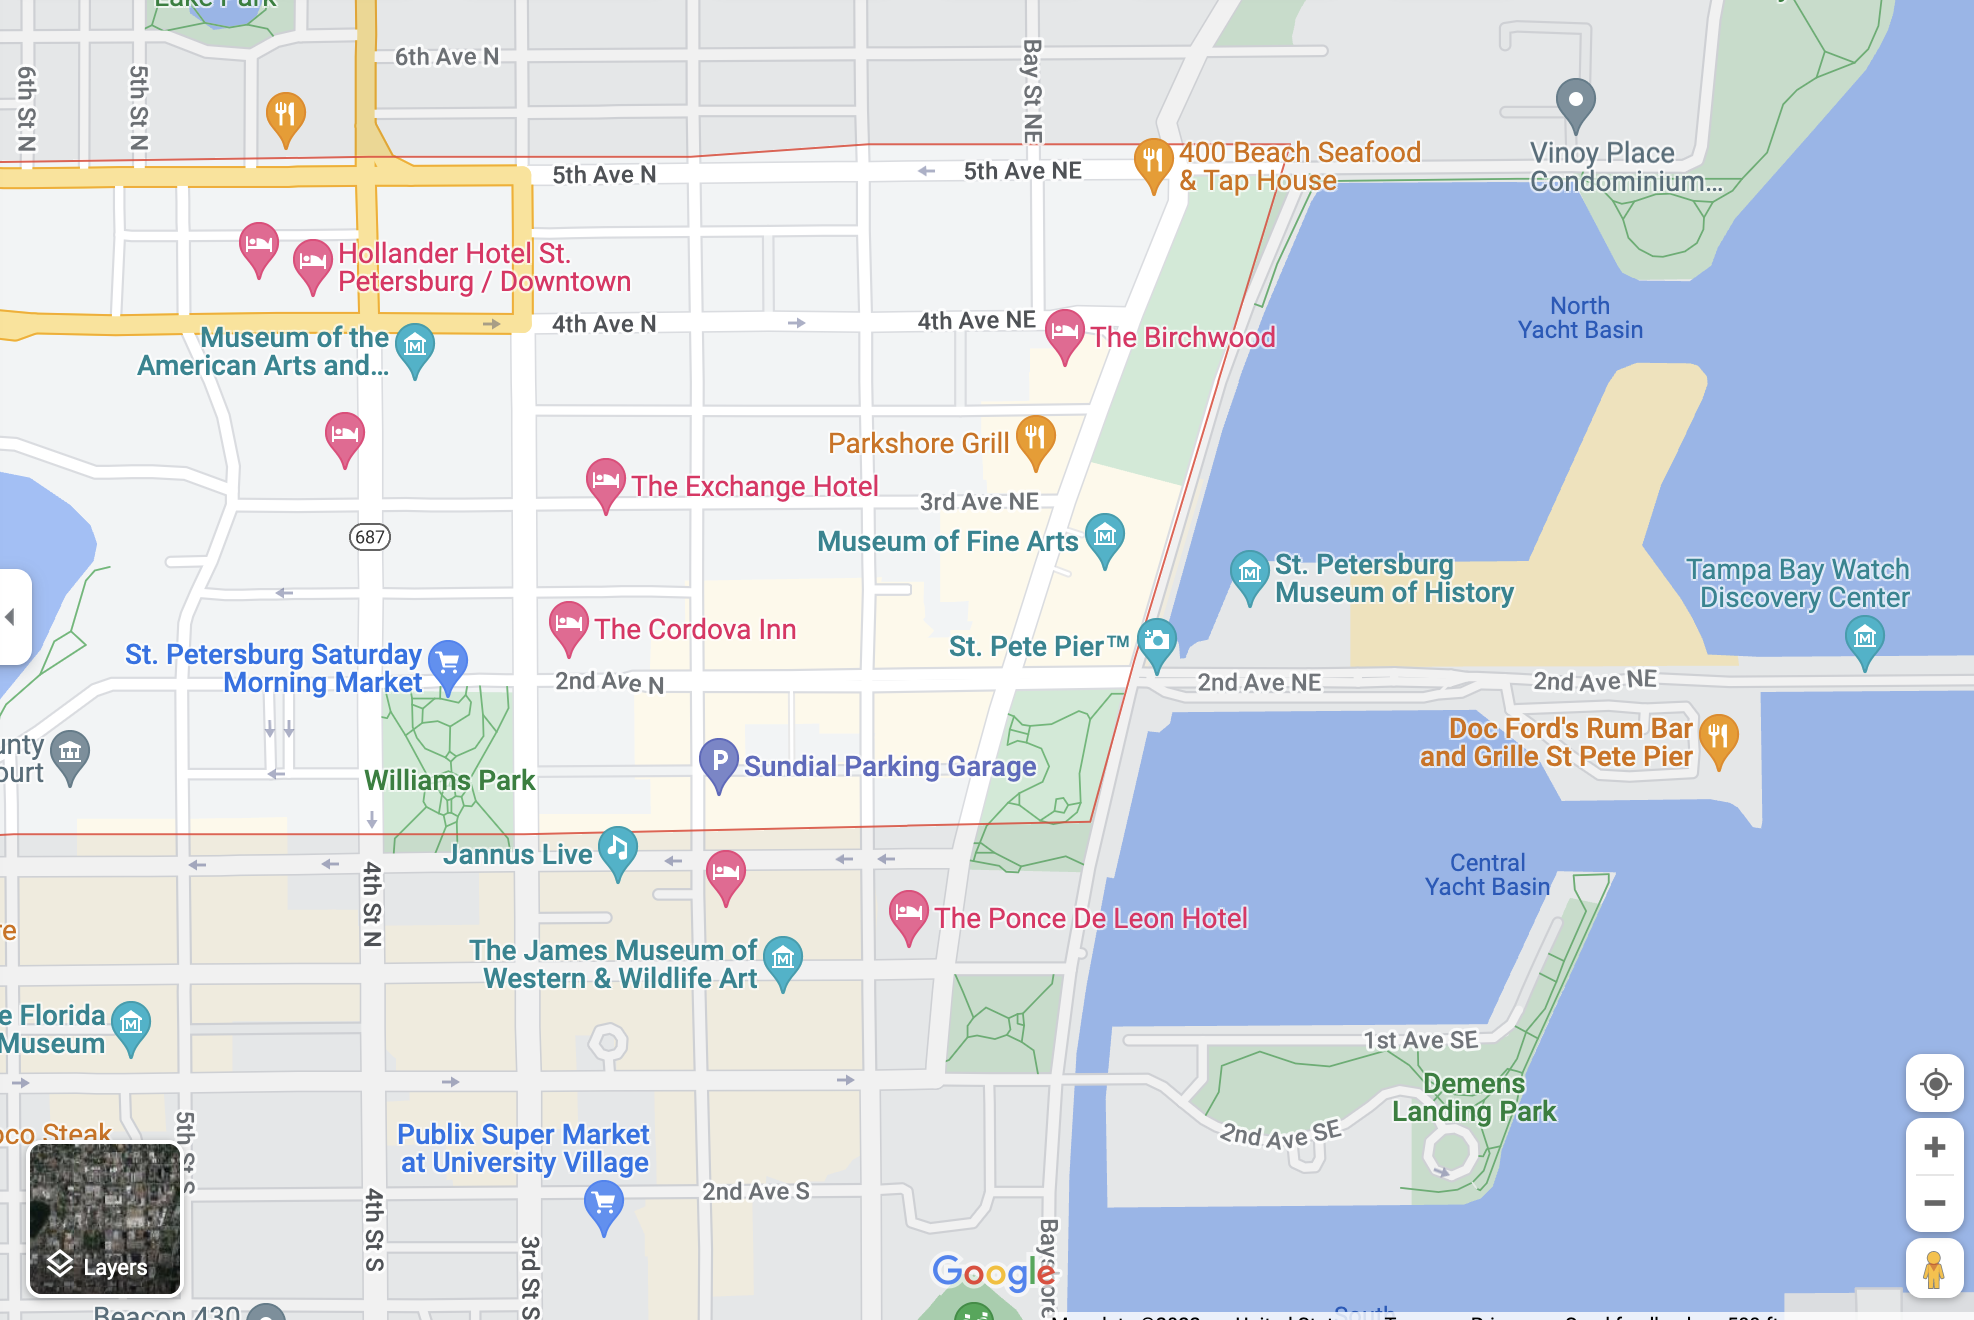 Lake Park
6th Ave N
6th St N
5th St N
Bay St NE
5th Ave N
5th Ave NE
400 Beach Seafood
& Tap House
Vinoy Place
Condominium...
Hollander Hotel St.
Petersburg / Downtown
4th Ave N
4th Ave NE
North
Yacht Basin
Museum of the
American Arts and...
The Birchwood
Parkshore Grill
The Exchange Hotel
3rd Ave NE
687
Museum of Fine Arts
St. Petersburg
Museum of History
Tampa Bay Watch
Discovery Center
The Cordova Inn
St. Pete Pier™
St. Petersburg Saturday
Morning Market
2nd Ave N
2nd Ave NE
2nd Ave NE
Doc Ford's Rum Bar
and Grille St Pete Pier
unty
ourt
P
Sundial Parking Garage
Williams Park
Jannus Live
Central
Yacht Basin
4th St N
re
The Ponce De Leon Hotel
The James Museum of
Western & Wildlife Art
e Florida
Museum
1st Ave SE
Demens
Landing Park
2nd Ave SE
oco Steak
5th St S
Publix Super Market
at University Village
2nd Ave S
4th St S
3rd St S
Layers
Google
Bayshore
Beacon 430
South